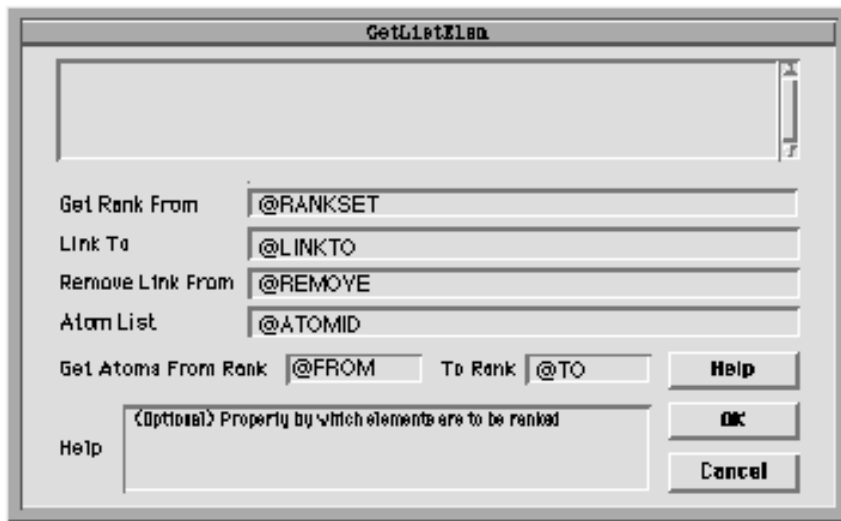 GetListElem
Get Rank From @RANKSET
Link To @LINKTO
Remove Link From @REMOVE
Atom List @ATOMID
Get Atoms From Rank @FROM To Rank @TO Help
(Optional) Property by which elements are to be ranked OK
Help
Cancel